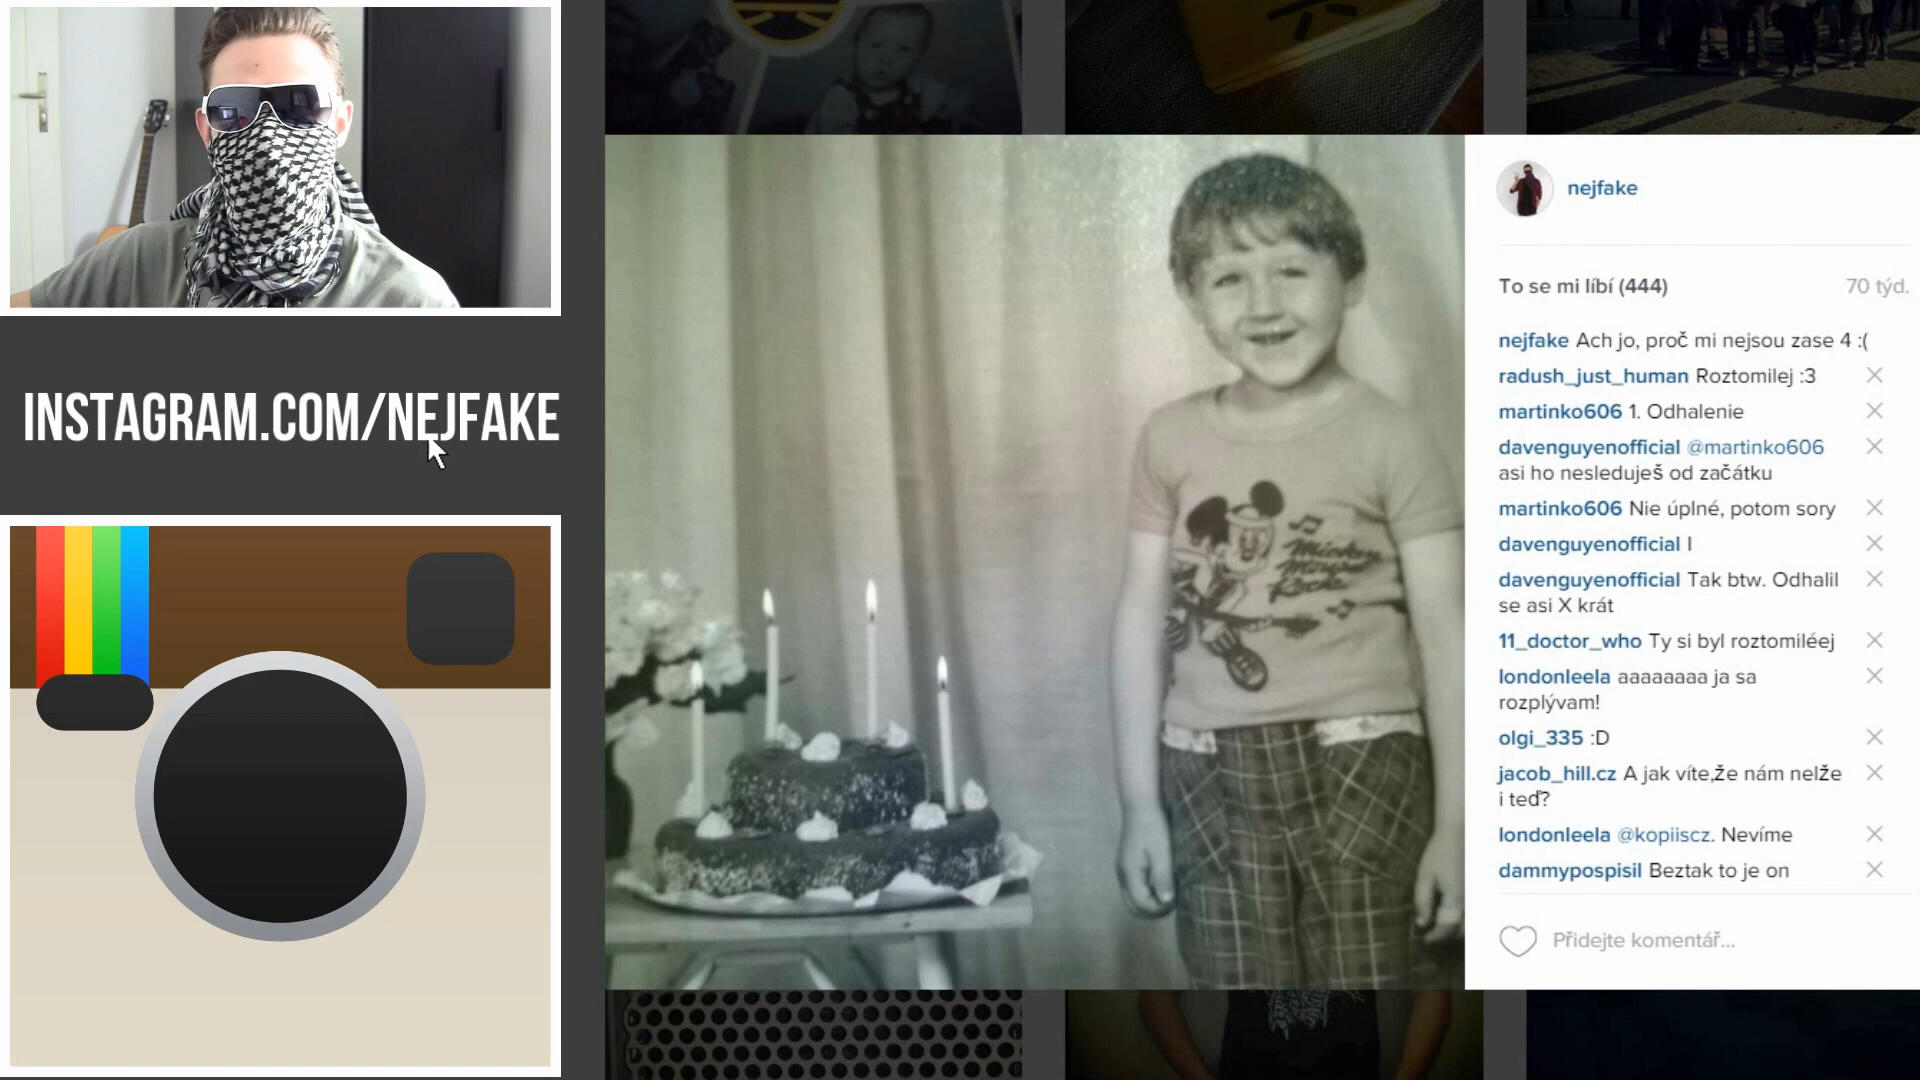 INSTAGRAM.COM/NEJFAKE
Mickey
Mouse
Rocks
nejfake
To se mi líbí (444) 70 týd.
nejfake Ach jo, proč mi nejsou zase 4 :(
radush_just_human Roztomilej :3
martinko606 1. Odhalenie
davenguyenofficial @martinko606
asi ho nesleduješ od začátku
martinko606 Nie úplné, potom sory
davenguyenofficial I
davenguyenofficial Tak btw. Odhalil
se asi X krát
11_doctor_who Ty si byl roztomiléej
londonleela aaaaaaaa ja sa
rozplývam!
olgi_335 :D
jacob_hill.cz A jak víte,že nám nelže
i teď?
londonleela @kopiiscz. Nevíme
dammypospisil Beztak to je on
Přidejte komentář...